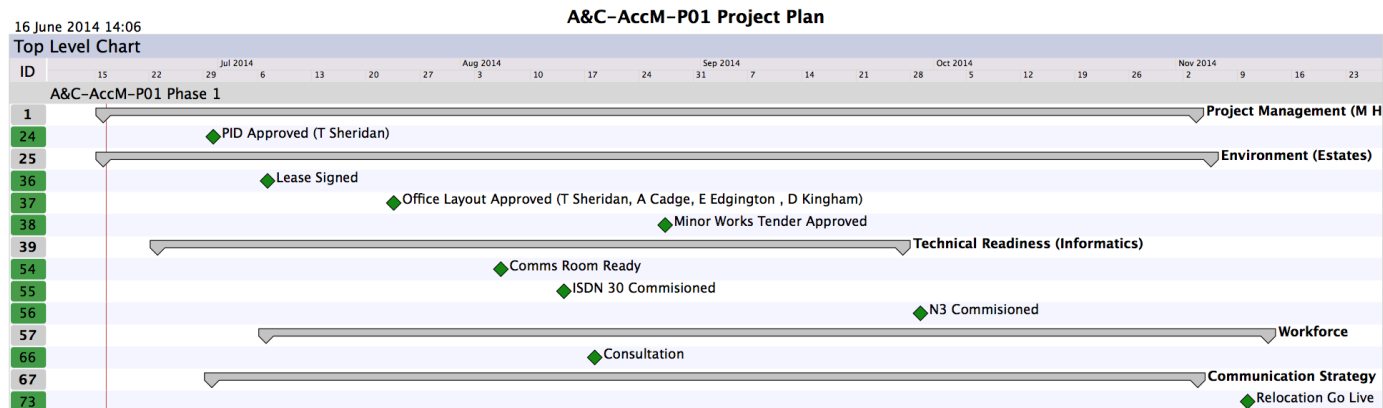 A&C-AccM-P01 Project Plan
16 June 2014 14:06
Top Level Chart
ID
Jul 2014 Aug 2014 Sep 2014 Oct 2014 Nov 2014
15 22 29 6 13 20 27 3 10 17 24 31 7 14 21 28 5 12 19 26 2 9 16 23
A&C-AccM-P01 Phase 1
1 Project Management (M H
24 PID Approved (T Sheridan)
25 Environment (Estates)
36 Lease Signed
37 Office Layout Approved (T Sheridan, A Cadge, E Edgington , D Kingham)
38 Minor Works Tender Approved
39 Technical Readiness (Informatics)
54 Comms Room Ready
55 ISDN 30 Commisioned
56 N3 Commisioned
57 Workforce
66 Consultation
67 Communication Strategy
73 Relocation Go Live